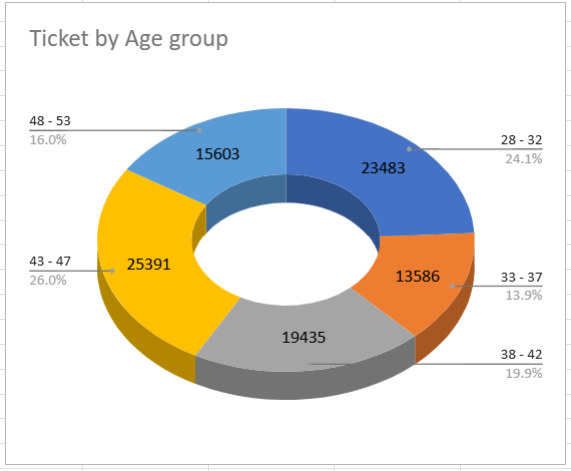 Ticket by Age group
48 - 53
16.0%
15603
28 - 32
24.1%
23483
43 - 47
26.0%
25391
33 - 37
13.9%
13586
38 - 42
19.9%
19435